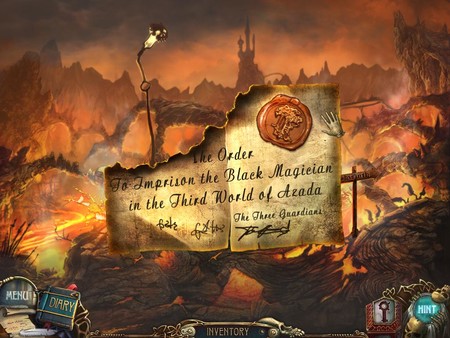 The Order
To Imprison the Black Magician
in the Third World of Azada
The Three Guardians
MENU
DIARY
INVENTORY
HINT